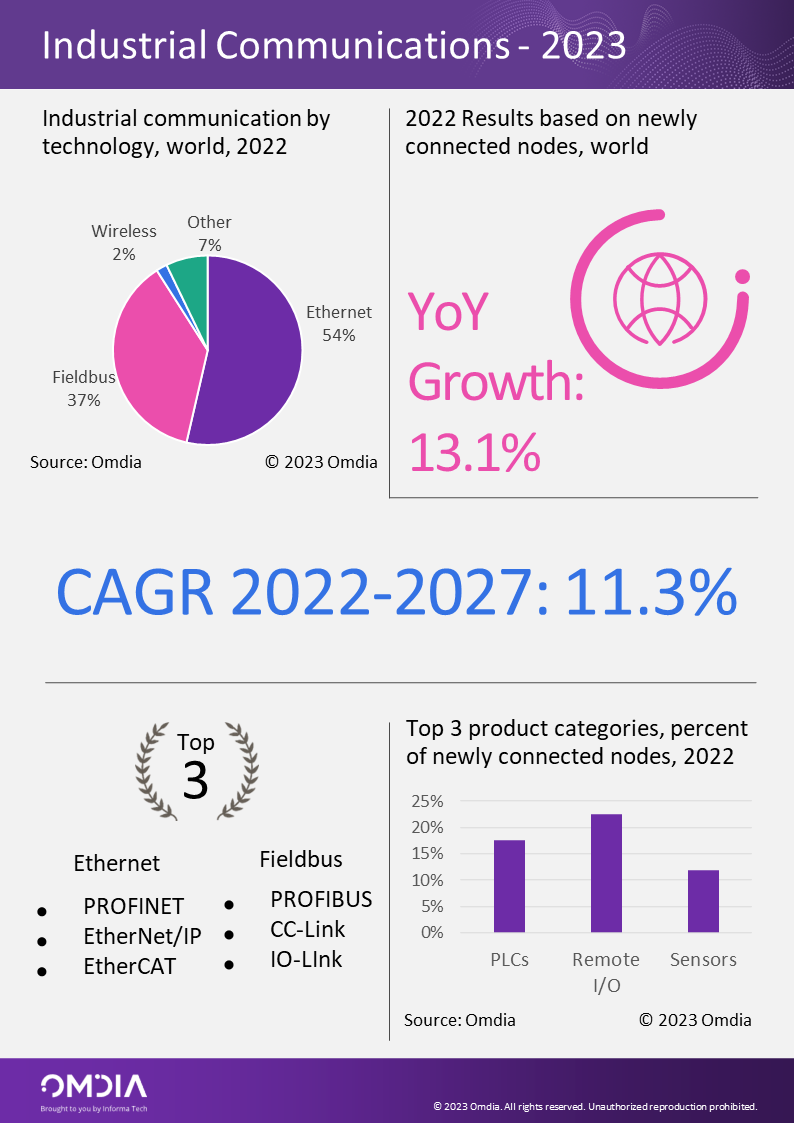 Industrial Communications - 2023
Industrial communication by
technology, world, 2022
Wireless
2%
Other
7%
Ethernet
54%
Fieldbus
37%
Source: Omdia
© 2023 Omdia
2022 Results based on newly
connected nodes, world
YoY
Growth:
13.1%
CAGR 2022-2027: 11.3%
Top
3
Ethernet
• PROFINET
• EtherNet/IP
• EtherCAT
Fieldbus
• PROFIBUS
• CC-Link
• IO-LInk
Top 3 product categories, percent
of newly connected nodes, 2022
25%
20%
15%
10%
5%
0%
PLCs
Remote
I/O
Sensors
Source: Omdia
© 2023 Omdia
OMDIA
Brought to you by Informa Tech
© 2023 Omdia. All rights reserved. Unauthorized reproduction prohibited.